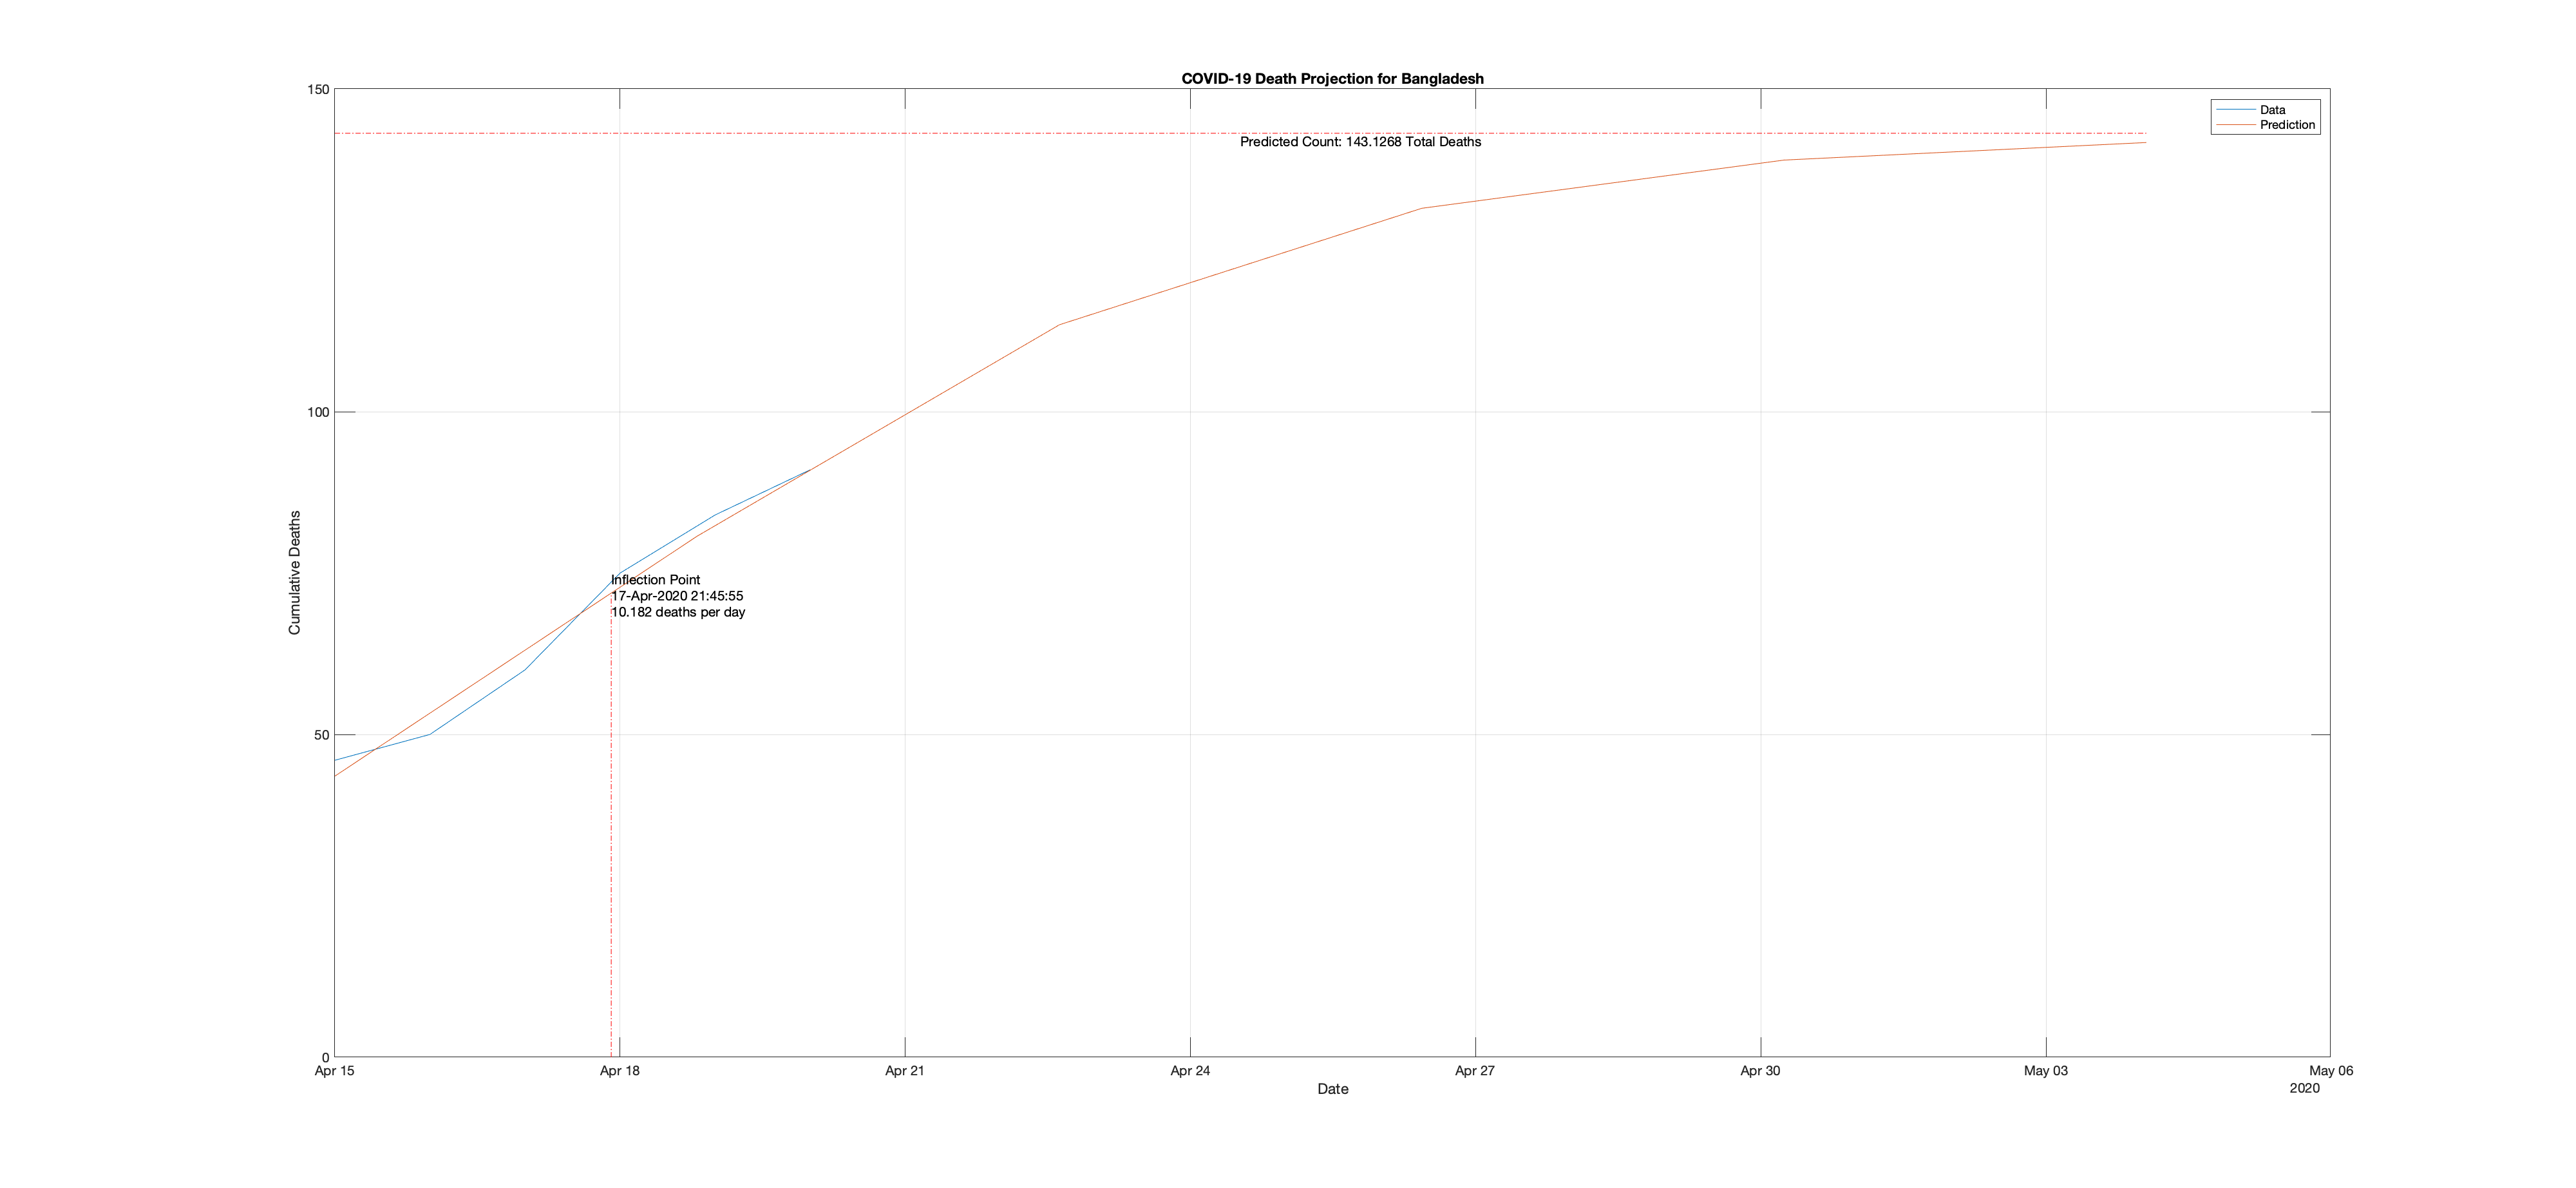 COVID-19 Death Projection for Bangladesh
150
Data
Prediction
Predicted Count: 143.1268 Total Deaths
100
Cumulative Deaths
Inflection Point
17-Apr-2020 21:45:55
10.182 deaths per day
50
0
Apr 15 Apr 18 Apr 21 Apr 24 Apr 27 Apr 30 May 03 May 06
Date
2020